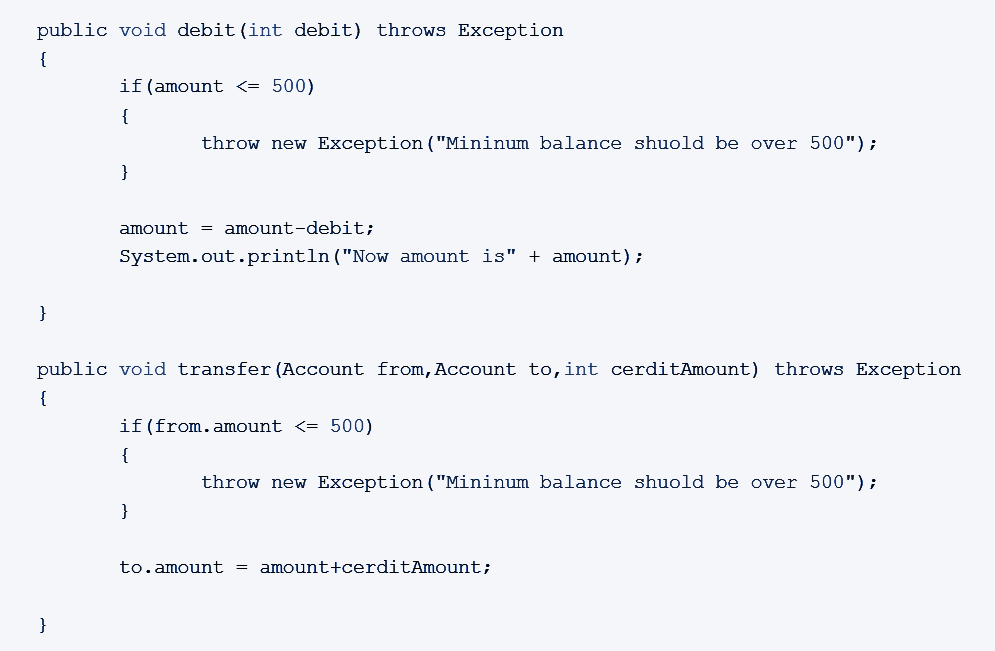 public void debit(int debit) throws Exception
{
if(amount <= 500)
{
throw new Exception("Mininum balance shuold be over 500");
}
amount = amount-debit;
System.out.println("Now amount is" + amount);
}
public void transfer(Account from,Account to,int cerditAmount) throws Exception
{
if(from.amount <= 500)
{
throw new Exception("Mininum balance shuold be over 500");
}
to.amount = amount+cerditAmount;
}